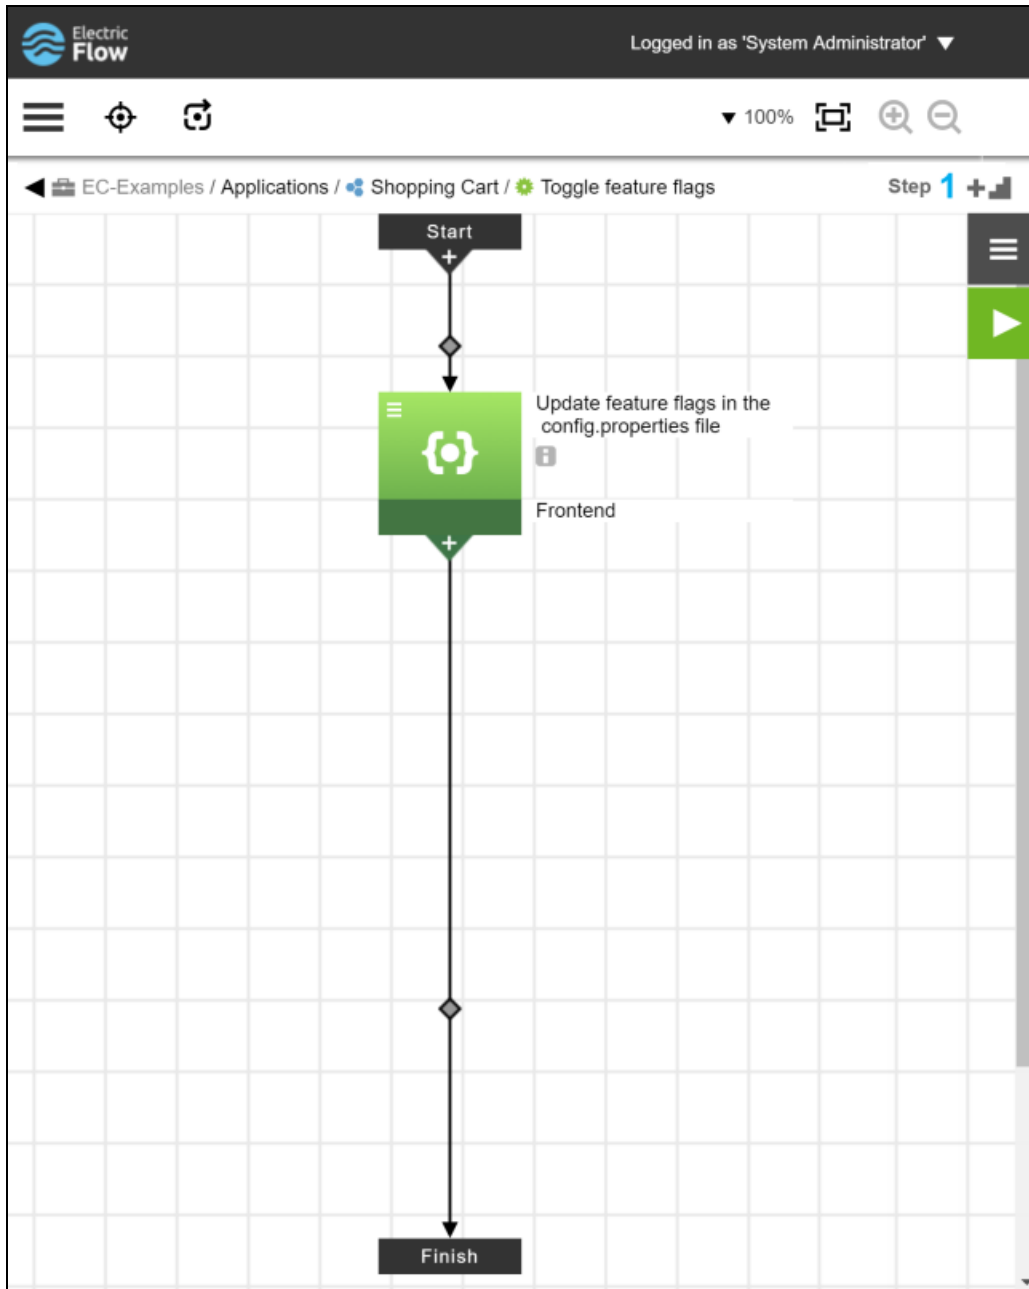 Electric
Flow
Logged in as 'System Administrator'
100%
EC-Examples / Applications / Shopping Cart / Toggle feature flags
Step 1
Start
Update feature flags in the
config.properties file
Frontend
Finish